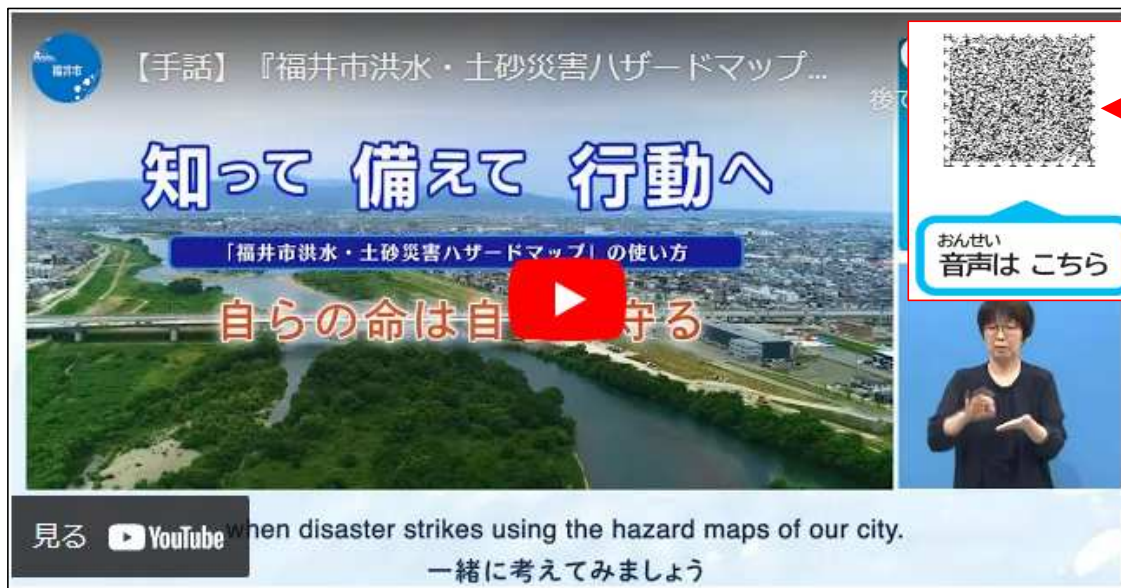 福井市
【手話】『福井市洪水・土砂災害ハザードマップ...
後で
知って 備えて 行動へ
「福井市洪水・土砂災害ハザードマップ」の使い方
自らの命は自 守る
おんせい
音声は こちら
見る YouTube
when disaster strikes using the hazard maps of our city.
一緒に考えてみましょう